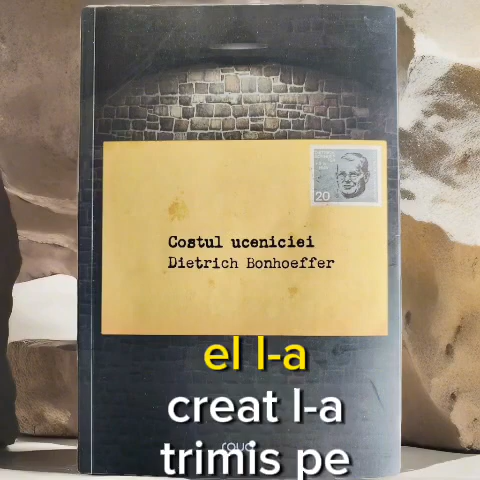 20
Costul uceniciei
Dietrich Bonhoeffer
el l-a
creat l-a
trimis pe